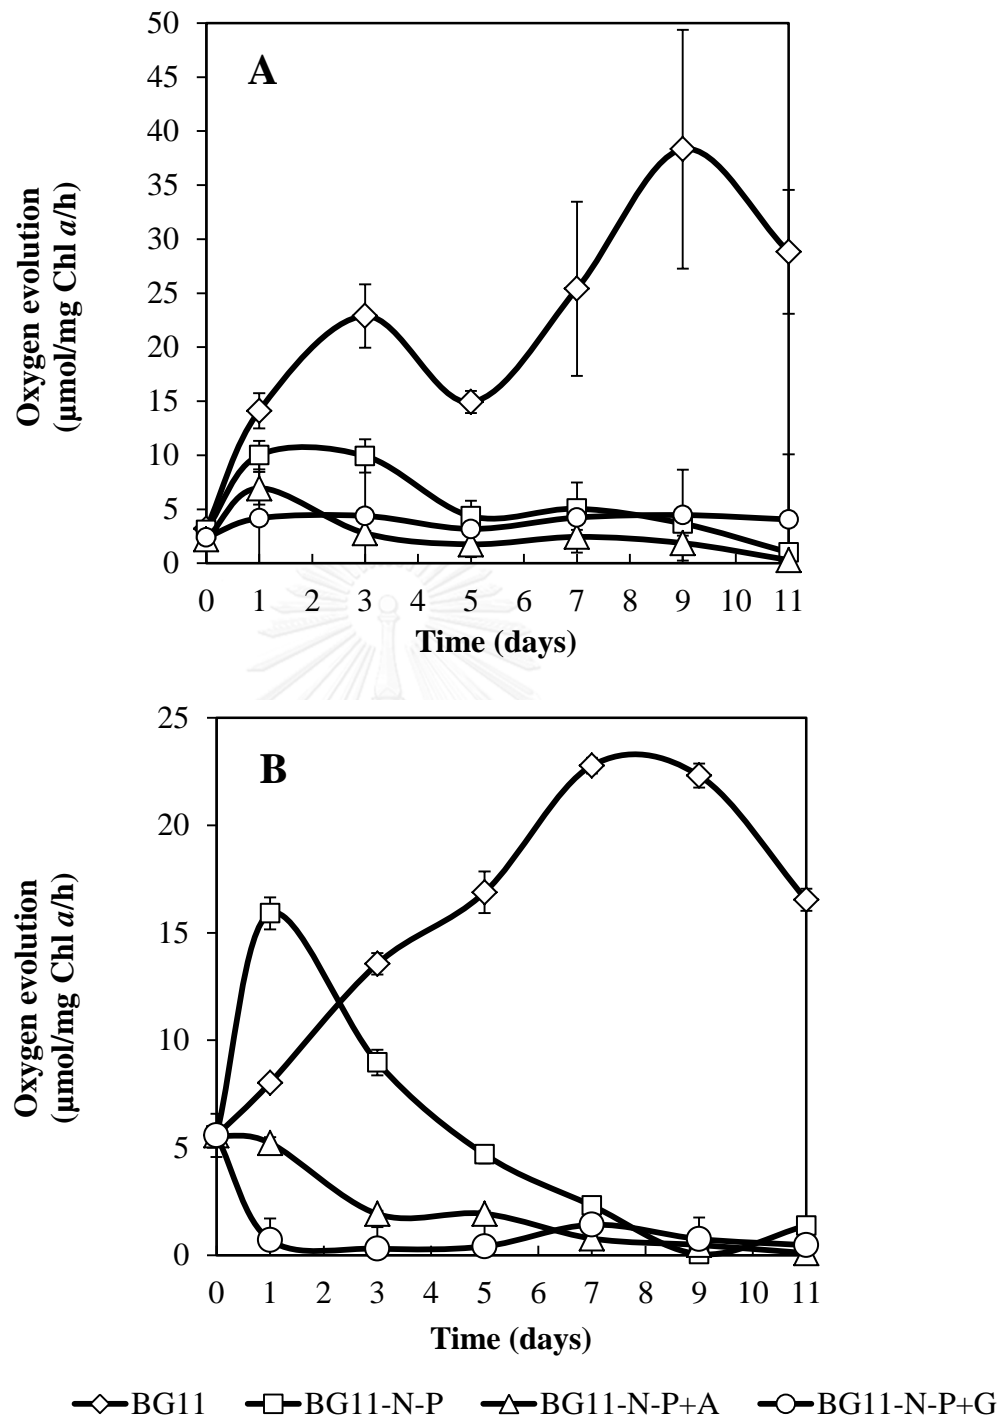 A
Oxygen evolution
(µmol/mg Chl a/h)
50
45
40
35
30
25
20
15
10
5
0
0 1 2 3 4 5 6 7 8 9 10 11
Time (days)
B
Oxygen evolution
(µmol/mg Chl a/h)
25
20
15
10
5
0
0 1 2 3 4 5 6 7 8 9 10 11
Time (days)
BG11 BG11-N-P BG11-N-P+A BG11-N-P+G